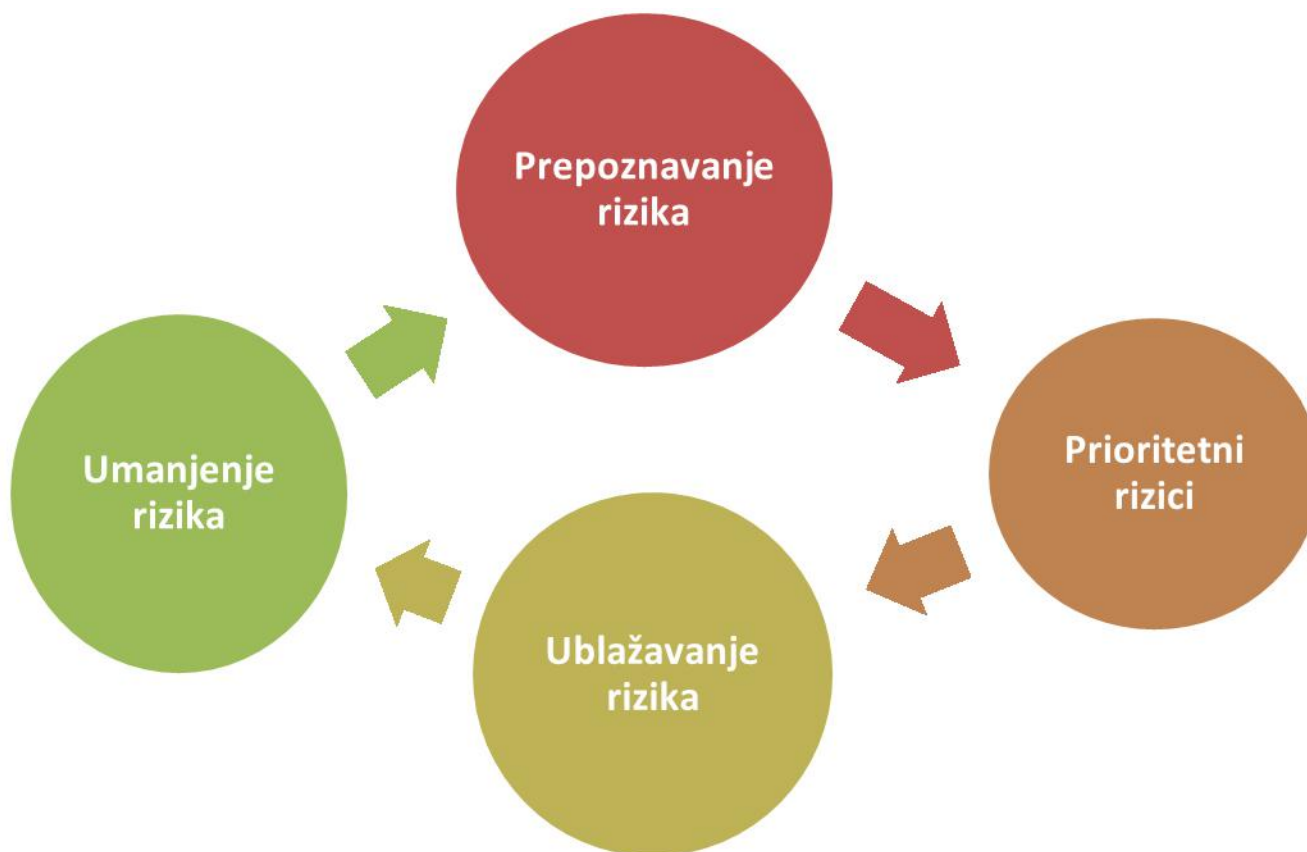 Prepoznavanje
rizika
Prioritetni
rizici
Ublažavanje
rizika
Umanjenje
rizika